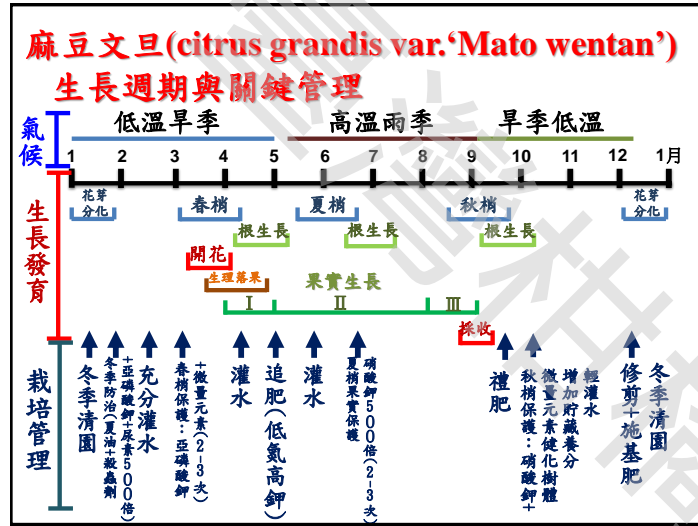 麻豆文旦(citrus grandis var.‘Mato wentan’)
生長週期與關鍵管理
氣候
低溫旱季
高溫雨季
旱季低溫
1 2 3 4 5 6 7 8 9 10 11 12 1月
生長發育
花芽
分化
春梢
夏梢
秋梢
花芽
分化
根生長
根生長
根生長
開花
生理落果
果實生長
I
II
III
採收
栽培管理
冬季清園
冬季防治(夏油+殺蟲劑
+亞磷酸鉀+尿素500倍)
充分灌水
春梢保護:亞磷酸鉀
+微量元素(2-3次)
灌水
追肥(低氮高鉀)
灌水
夏梢果實保護
硝酸鉀500倍(2-3次)
禮肥
秋梢保護:硝酸鉀+
微量元素健化樹體
增加貯藏養分
輕灌水
修剪+施基肥
冬季清園
臺灣柑橘